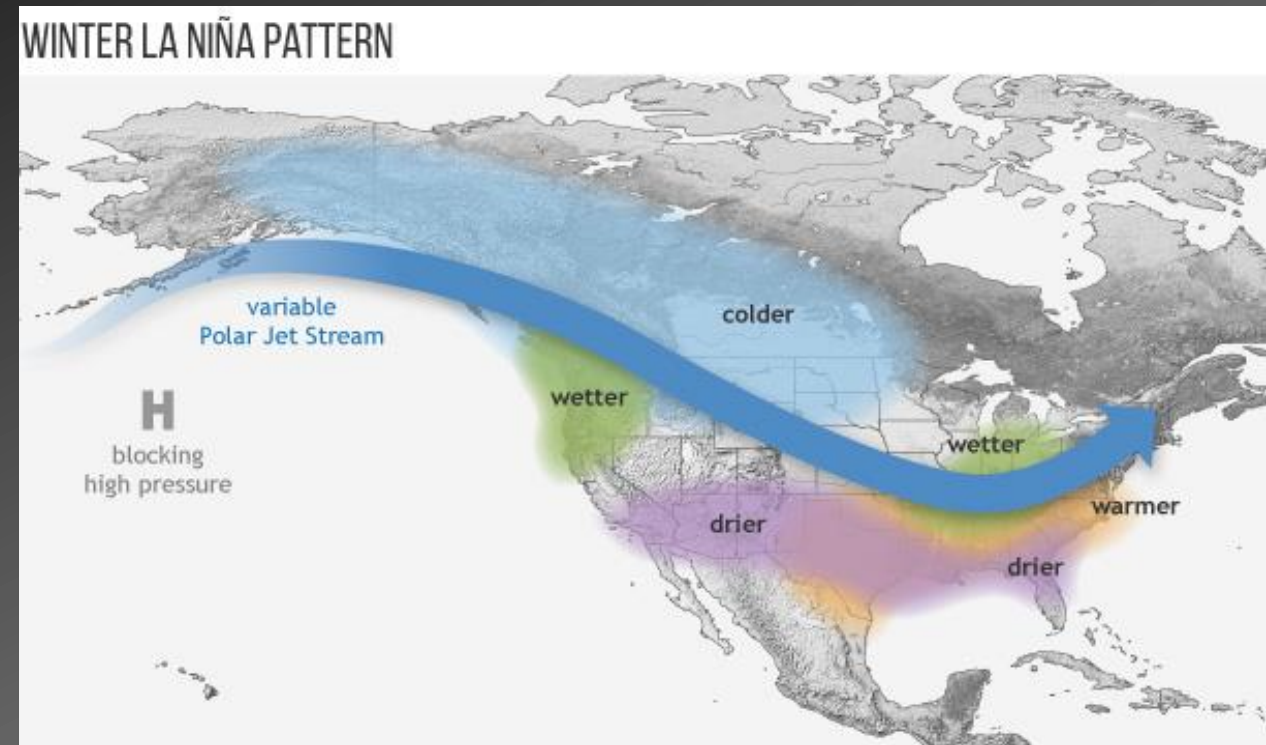 WINTER LA NIÑA PATTERN
variable
Polar Jet Stream
colder
wetter
H
blocking
high pressure
wetter
warmer
drier
drier